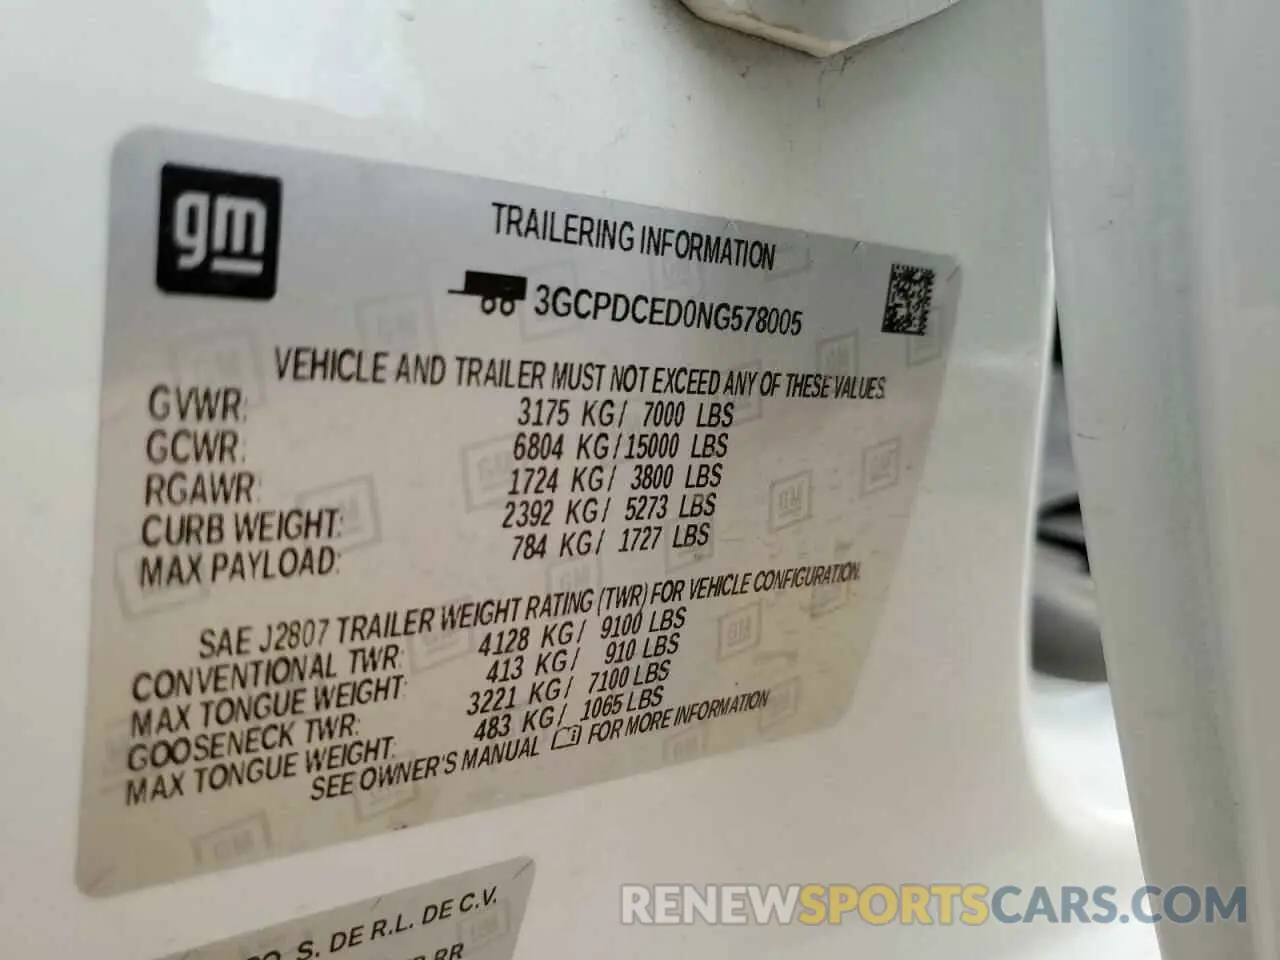 gm
TRAILERING INFORMATION
3GCPDCED0NG578005
VEHICLE AND TRAILER MUST NOT EXCEED ANY OF THESE VALUES.
GVWR: 3175 KG/ 7000 LBS
GCWR: 6804 KG/15000 LBS
RGAWR: 1724 KG/ 3800 LBS
CURB WEIGHT: 2392 KG/ 5273 LBS
MAX PAYLOAD: 784 KG/ 1727 LBS
SAE J2807 TRAILER WEIGHT RATING (TWR) FOR VEHICLE CONFIGURATION.
CONVENTIONAL TWR: 4128 KG/ 9100 LBS
MAX TONGUE WEIGHT: 413 KG/ 910 LBS
GOOSENECK TWR: 3221 KG/ 7100 LBS
MAX TONGUE WEIGHT: 483 KG/ 1065 LBS
SEE OWNER'S MANUAL FOR MORE INFORMATION
S. DE R.L. DE C.V.
RR
RENEWSPORTSCARS.COM